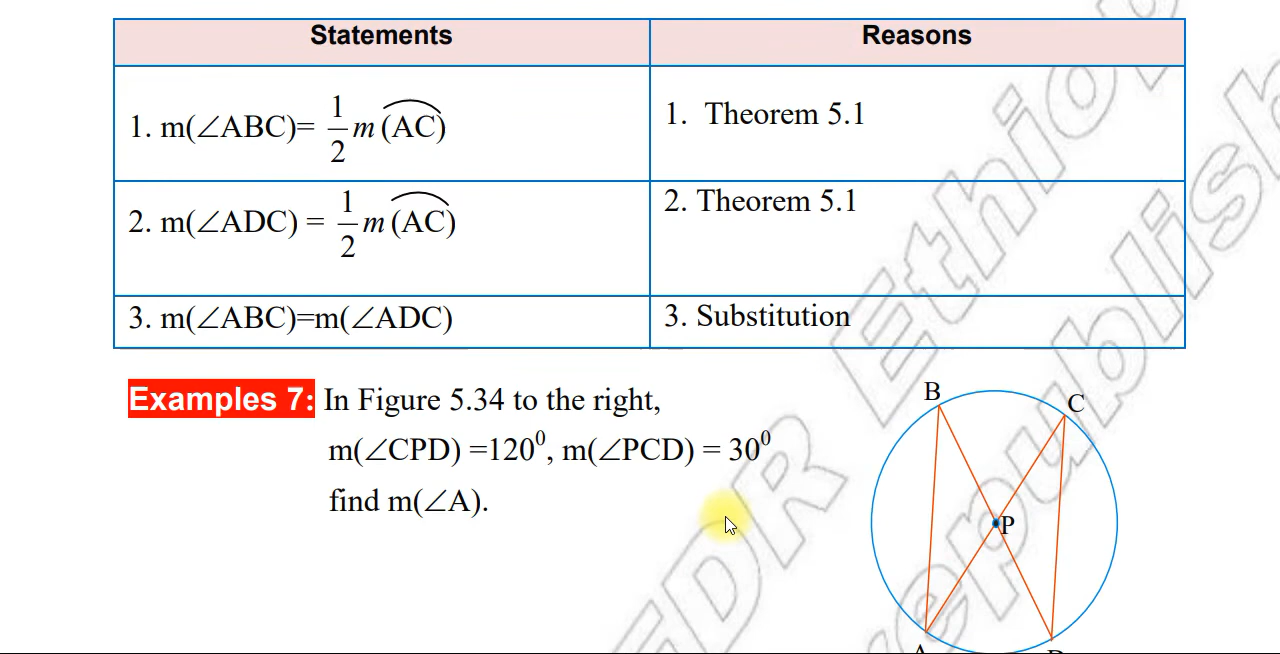 Statements Reasons
1. m(∠ABC)= 1/2 m (AC) 1. Theorem 5.1
2. m(∠ADC) = 1/2 m (AC) 2. Theorem 5.1
3. m(∠ABC)=m(∠ADC) 3. Substitution
Examples 7: In Figure 5.34 to the right,
m(∠CPD) =120⁰, m(∠PCD) = 30⁰
find m(∠A).
B
C
P